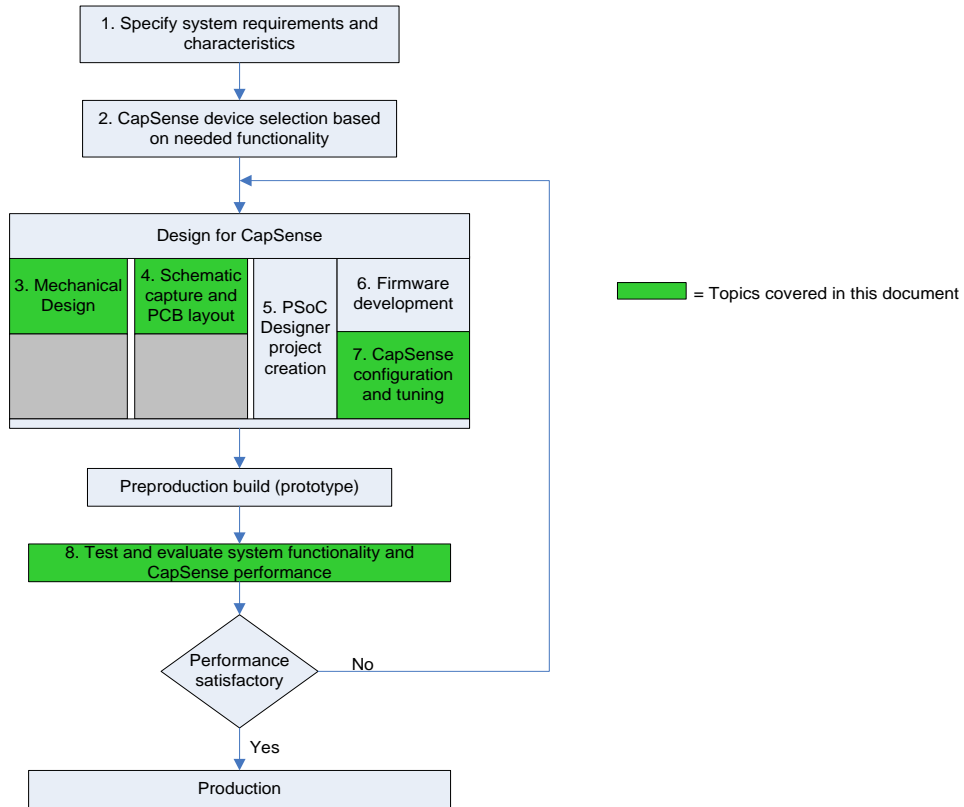 1. Specify system requirements and
characteristics
2. CapSense device selection based
on needed functionality
Design for CapSense
3. Mechanical
Design
4. Schematic
capture and
PCB layout
5. PSoC
Designer
project
creation
6. Firmware
development
7. CapSense
configuration
and tuning
= Topics covered in this document
Preproduction build (prototype)
8. Test and evaluate system functionality and
CapSense performance
Performance
satisfactory
No
Yes
Production